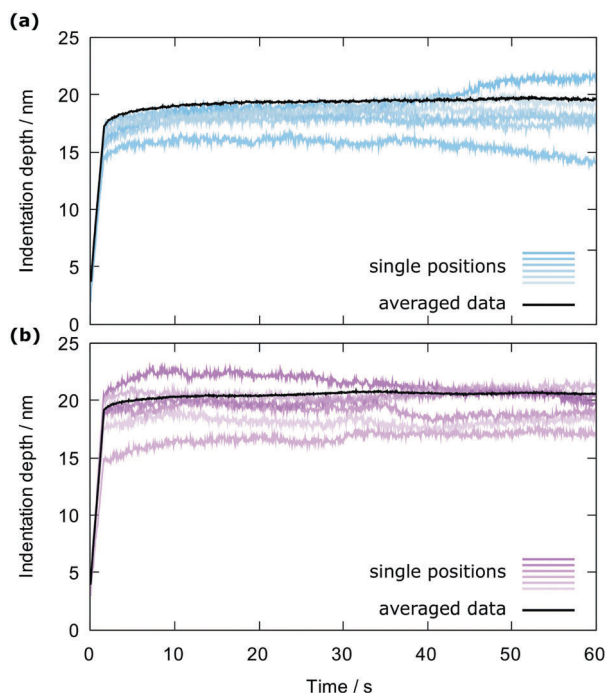 (a)
25
20
15
10
5
0
Indentation depth / nm
single positions
averaged data
(b)
25
20
15
10
5
0
Indentation depth / nm
single positions
averaged data
0 10 20 30 40 50 60
Time / s